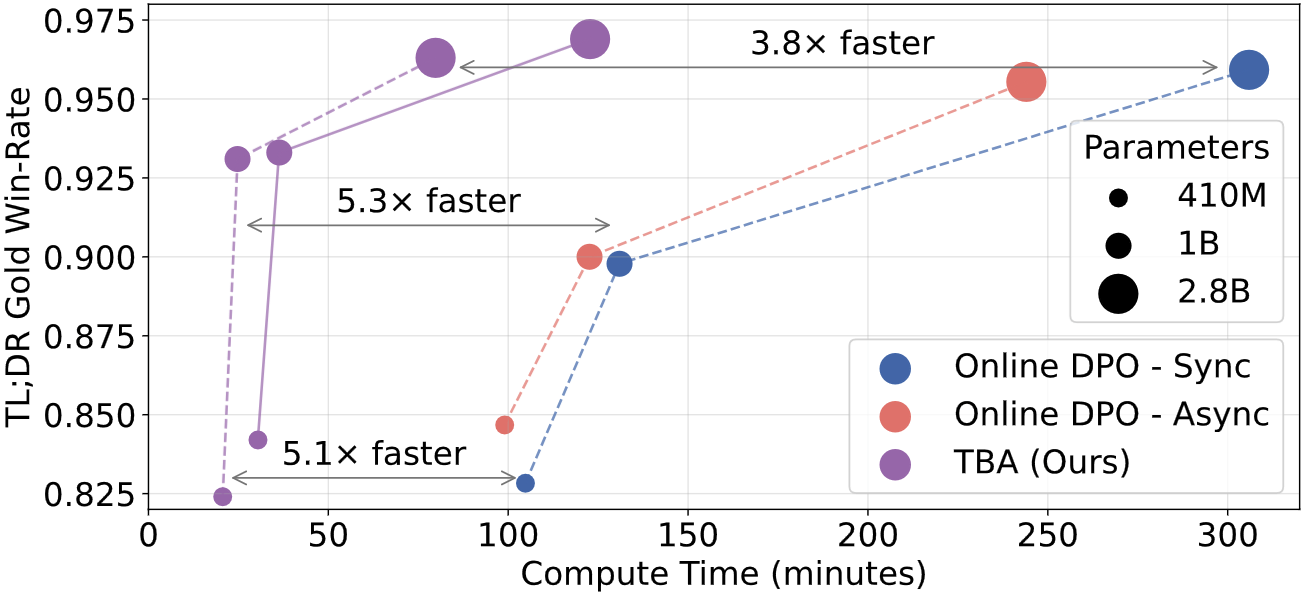 TL;DR Gold Win-Rate
0.975
0.950
0.925
0.900
0.875
0.850
0.825
3.8× faster
5.3× faster
5.1× faster
Parameters
410M
1B
2.8B
Online DPO - Sync
Online DPO - Async
TBA (Ours)
0 50 100 150 200 250 300
Compute Time (minutes)